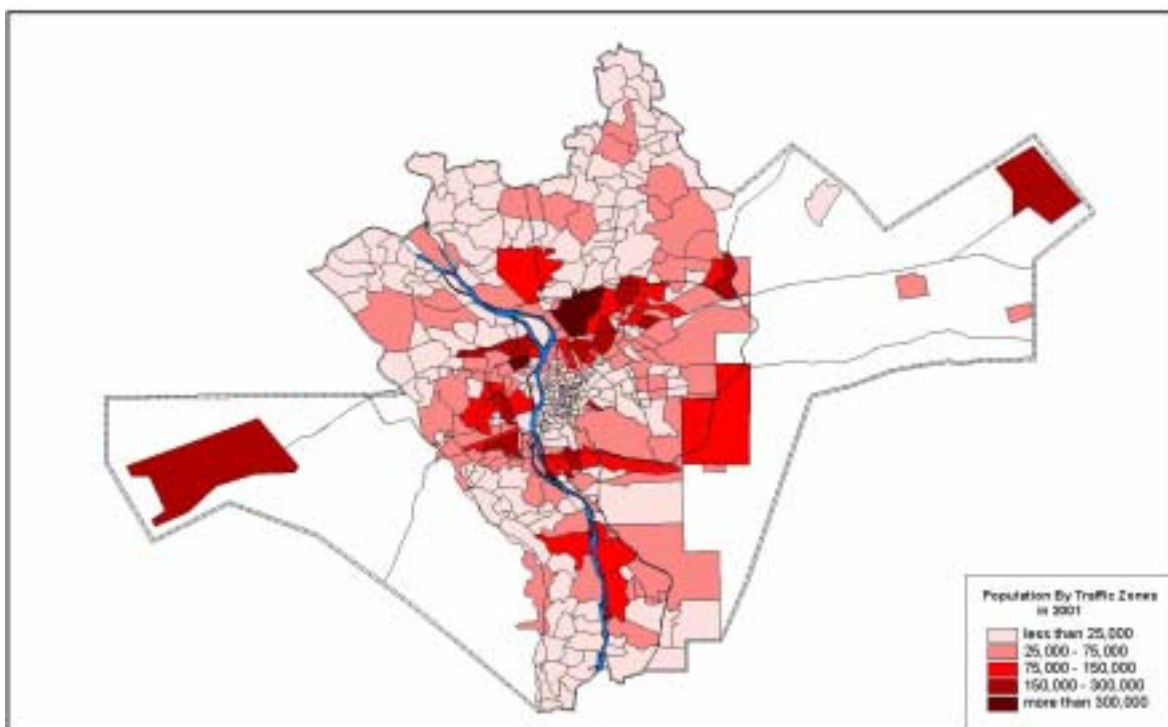 Population By Traffic Zones
in 2001
less than 25,000
25,000 - 75,000
75,000 - 150,000
150,000 - 300,000
more than 300,000